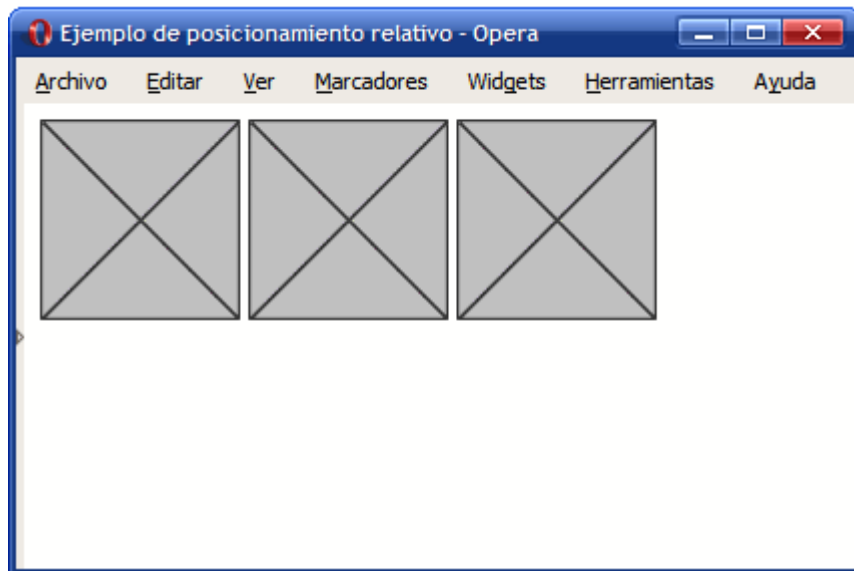 Ejemplo de posicionamiento relativo - Opera
Archivo Editar Ver Marcadores Widgets Herramientas Ayuda